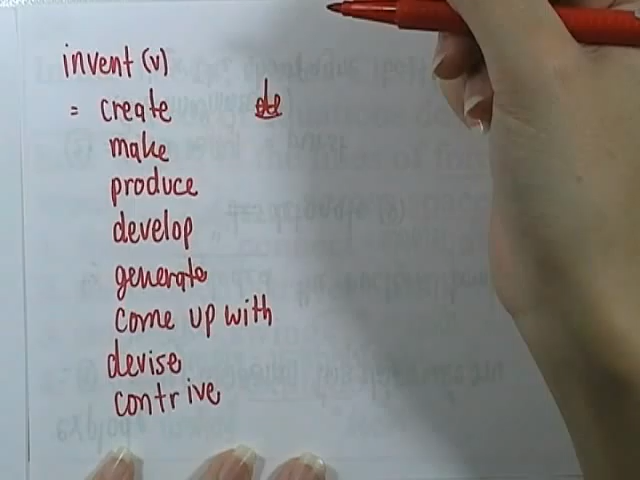 invent (v)
= create
make
produce
develop
generate
come up with
devise
contrive